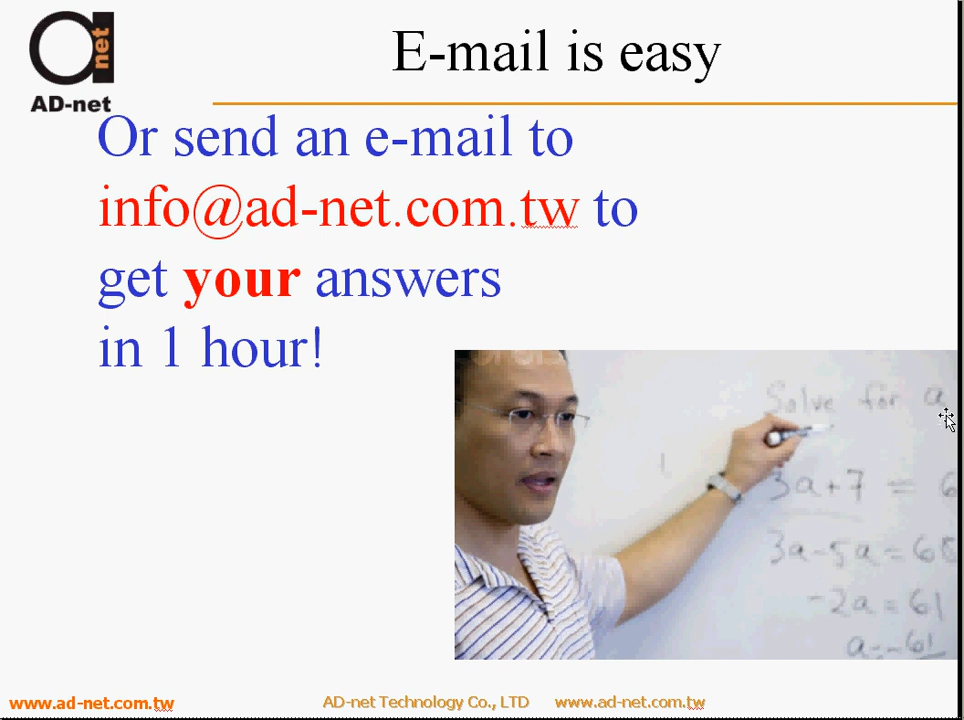 a
net
AD-net
E-mail is easy
Or send an e-mail to
info@ad-net.com.tw to
get your answers
in 1 hour!
Solve for a
3a+7 =
3a-5a=
-2a=61
www.ad-net.com.tw
AD-net Technology Co., LTD www.ad-net.com.tw